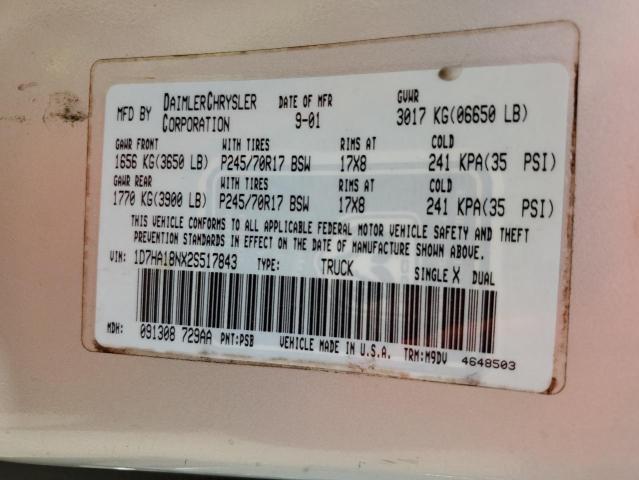 MFD BY DAIMLERCHRYSLER CORPORATION DATE OF MFR 9-01 GVWR 3017 KG(06650 LB)
GAWR FRONT WITH TIRES RIMS AT COLD
1656 KG(3650 LB) P245/70R17 BSW 17X8 241 KPA(35 PSI)
GAWR REAR WITH TIRES RIMS AT COLD
1770 KG(3900 LB) P245/70R17 BSW 17X8 241 KPA(35 PSI)
THIS VEHICLE CONFORMS TO ALL APPLICABLE FEDERAL MOTOR VEHICLE SAFETY AND THEFT
PREVENTION STANDARDS IN EFFECT ON THE DATE OF MANUFACTURE SHOWN ABOVE.
VIN: 1D7HA18NX2S517843 TYPE: TRUCK SINGLE X DUAL
MDH: 091308 729AA PNT:PSB VEHICLE MADE IN U.S.A. TRM:M9DV 4648503